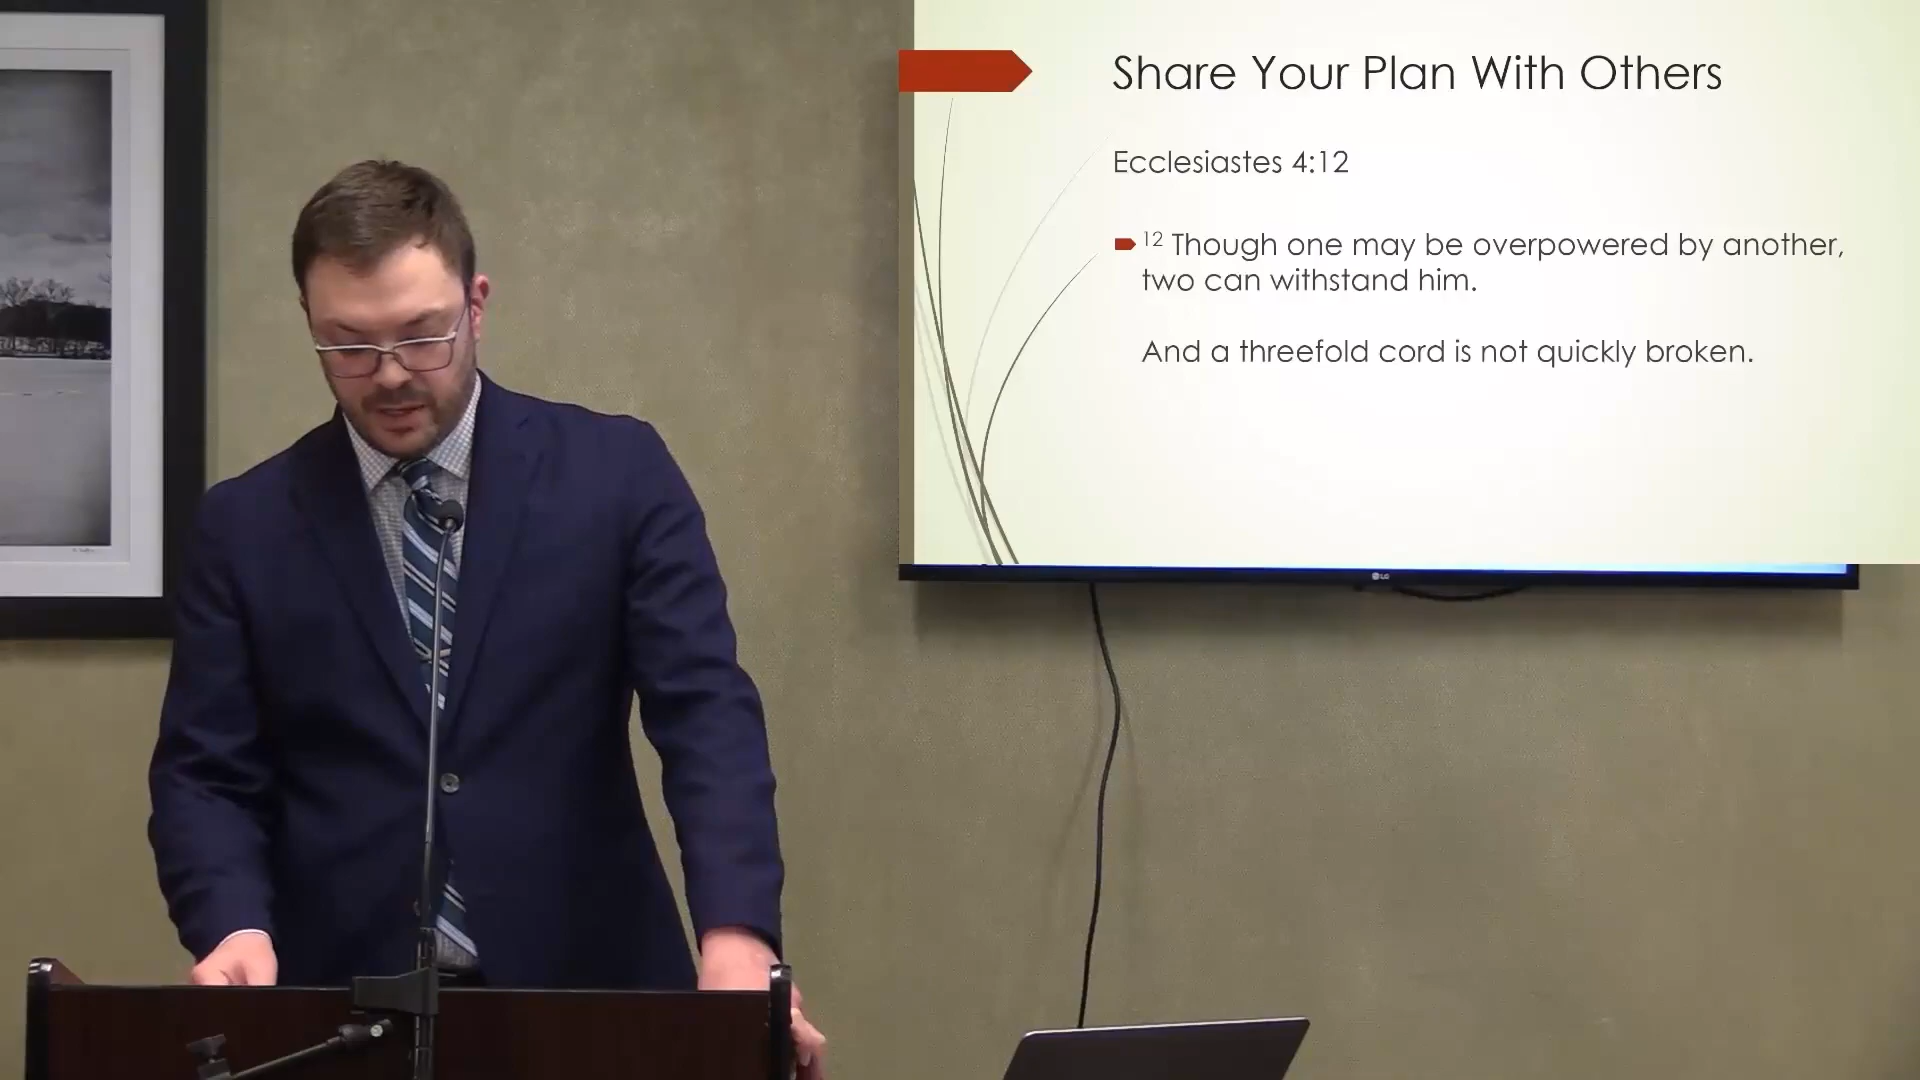 Share Your Plan With Others
Ecclesiastes 4:12
12 Though one may be overpowered by another,
two can withstand him.
And a threefold cord is not quickly broken.
LG